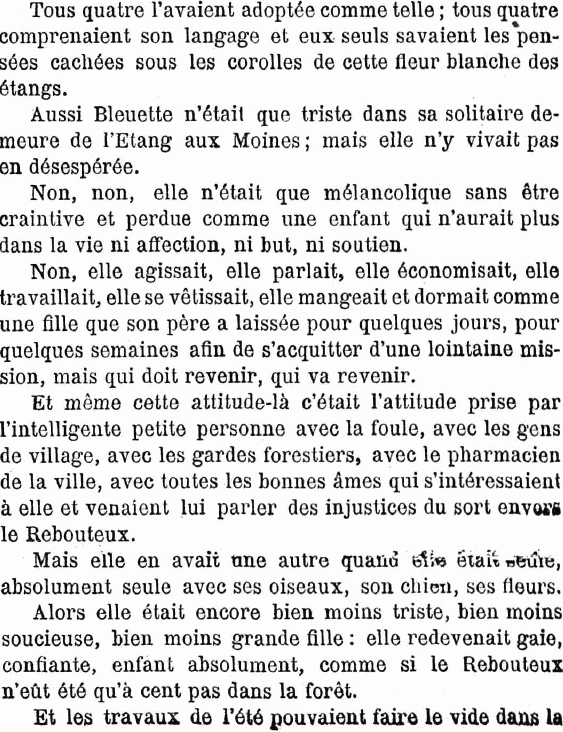 Tous quatre l'avaient adoptée comme telle ; tous quatre
comprenaient son langage et eux seuls savaient les pen-
sées cachées sous les corolles de cette fleur blanche des
étangs.
Aussi Bleuette n'était que triste dans sa solitaire de-
meure de l'Etang aux Moines ; mais elle n'y vivait pas
en désespérée.
Non, non, elle n'était que mélancolique sans être
craintive et perdue comme une enfant qui n'aurait plus
dans la vie ni affection, ni but, ni soutien.
Non, elle agissait, elle parlait, elle économisait, elle
travaillait, elle se vêtissait, elle mangeait et dormait comme
une fille que son père a laissée pour quelques jours, pour
quelques semaines afin de s'acquitter d'une lointaine mis-
sion, mais qui doit revenir, qui va revenir.
Et même cette attitude-là c'était l'attitude prise par
l'intelligente petite personne avec la foule, avec les gens
de village, avec les gardes forestiers, avec le pharmacien
de la ville, avec toutes les bonnes âmes qui s'intéressaient
à elle et venaient lui parler des injustices du sort envers
le Rebouteux.
Mais elle en avait une autre quand elle était seule,
absolument seule avec ses oiseaux, son chien, ses fleurs.
Alors elle était encore bien moins triste, bien moins
soucieuse, bien moins grande fille : elle redevenait gaie,
confiante, enfant absolument, comme si le Rebouteux
n'eût été qu'à cent pas dans la forêt.
Et les travaux de l'été pouvaient faire le vide dans la